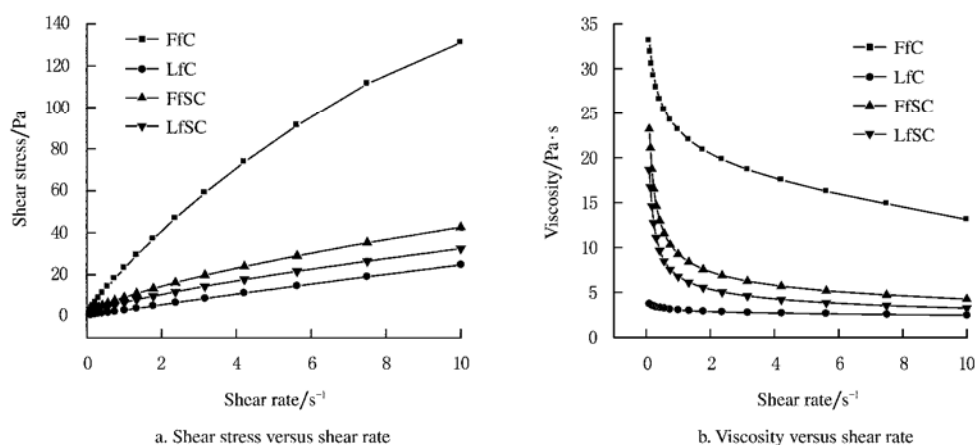 140
120
100
80
60
40
20
0
Shear stress/Pa
FfC
LfC
FfSC
LfSC
0 2 4 6 8 10
Shear rate/s⁻¹
a. Shear stress versus shear rate
35
30
25
20
15
10
5
0
Viscosity/Pa·s
FfC
LfC
FfSC
LfSC
0 2 4 6 8 10
Shear rate/s⁻¹
b. Viscosity versus shear rate